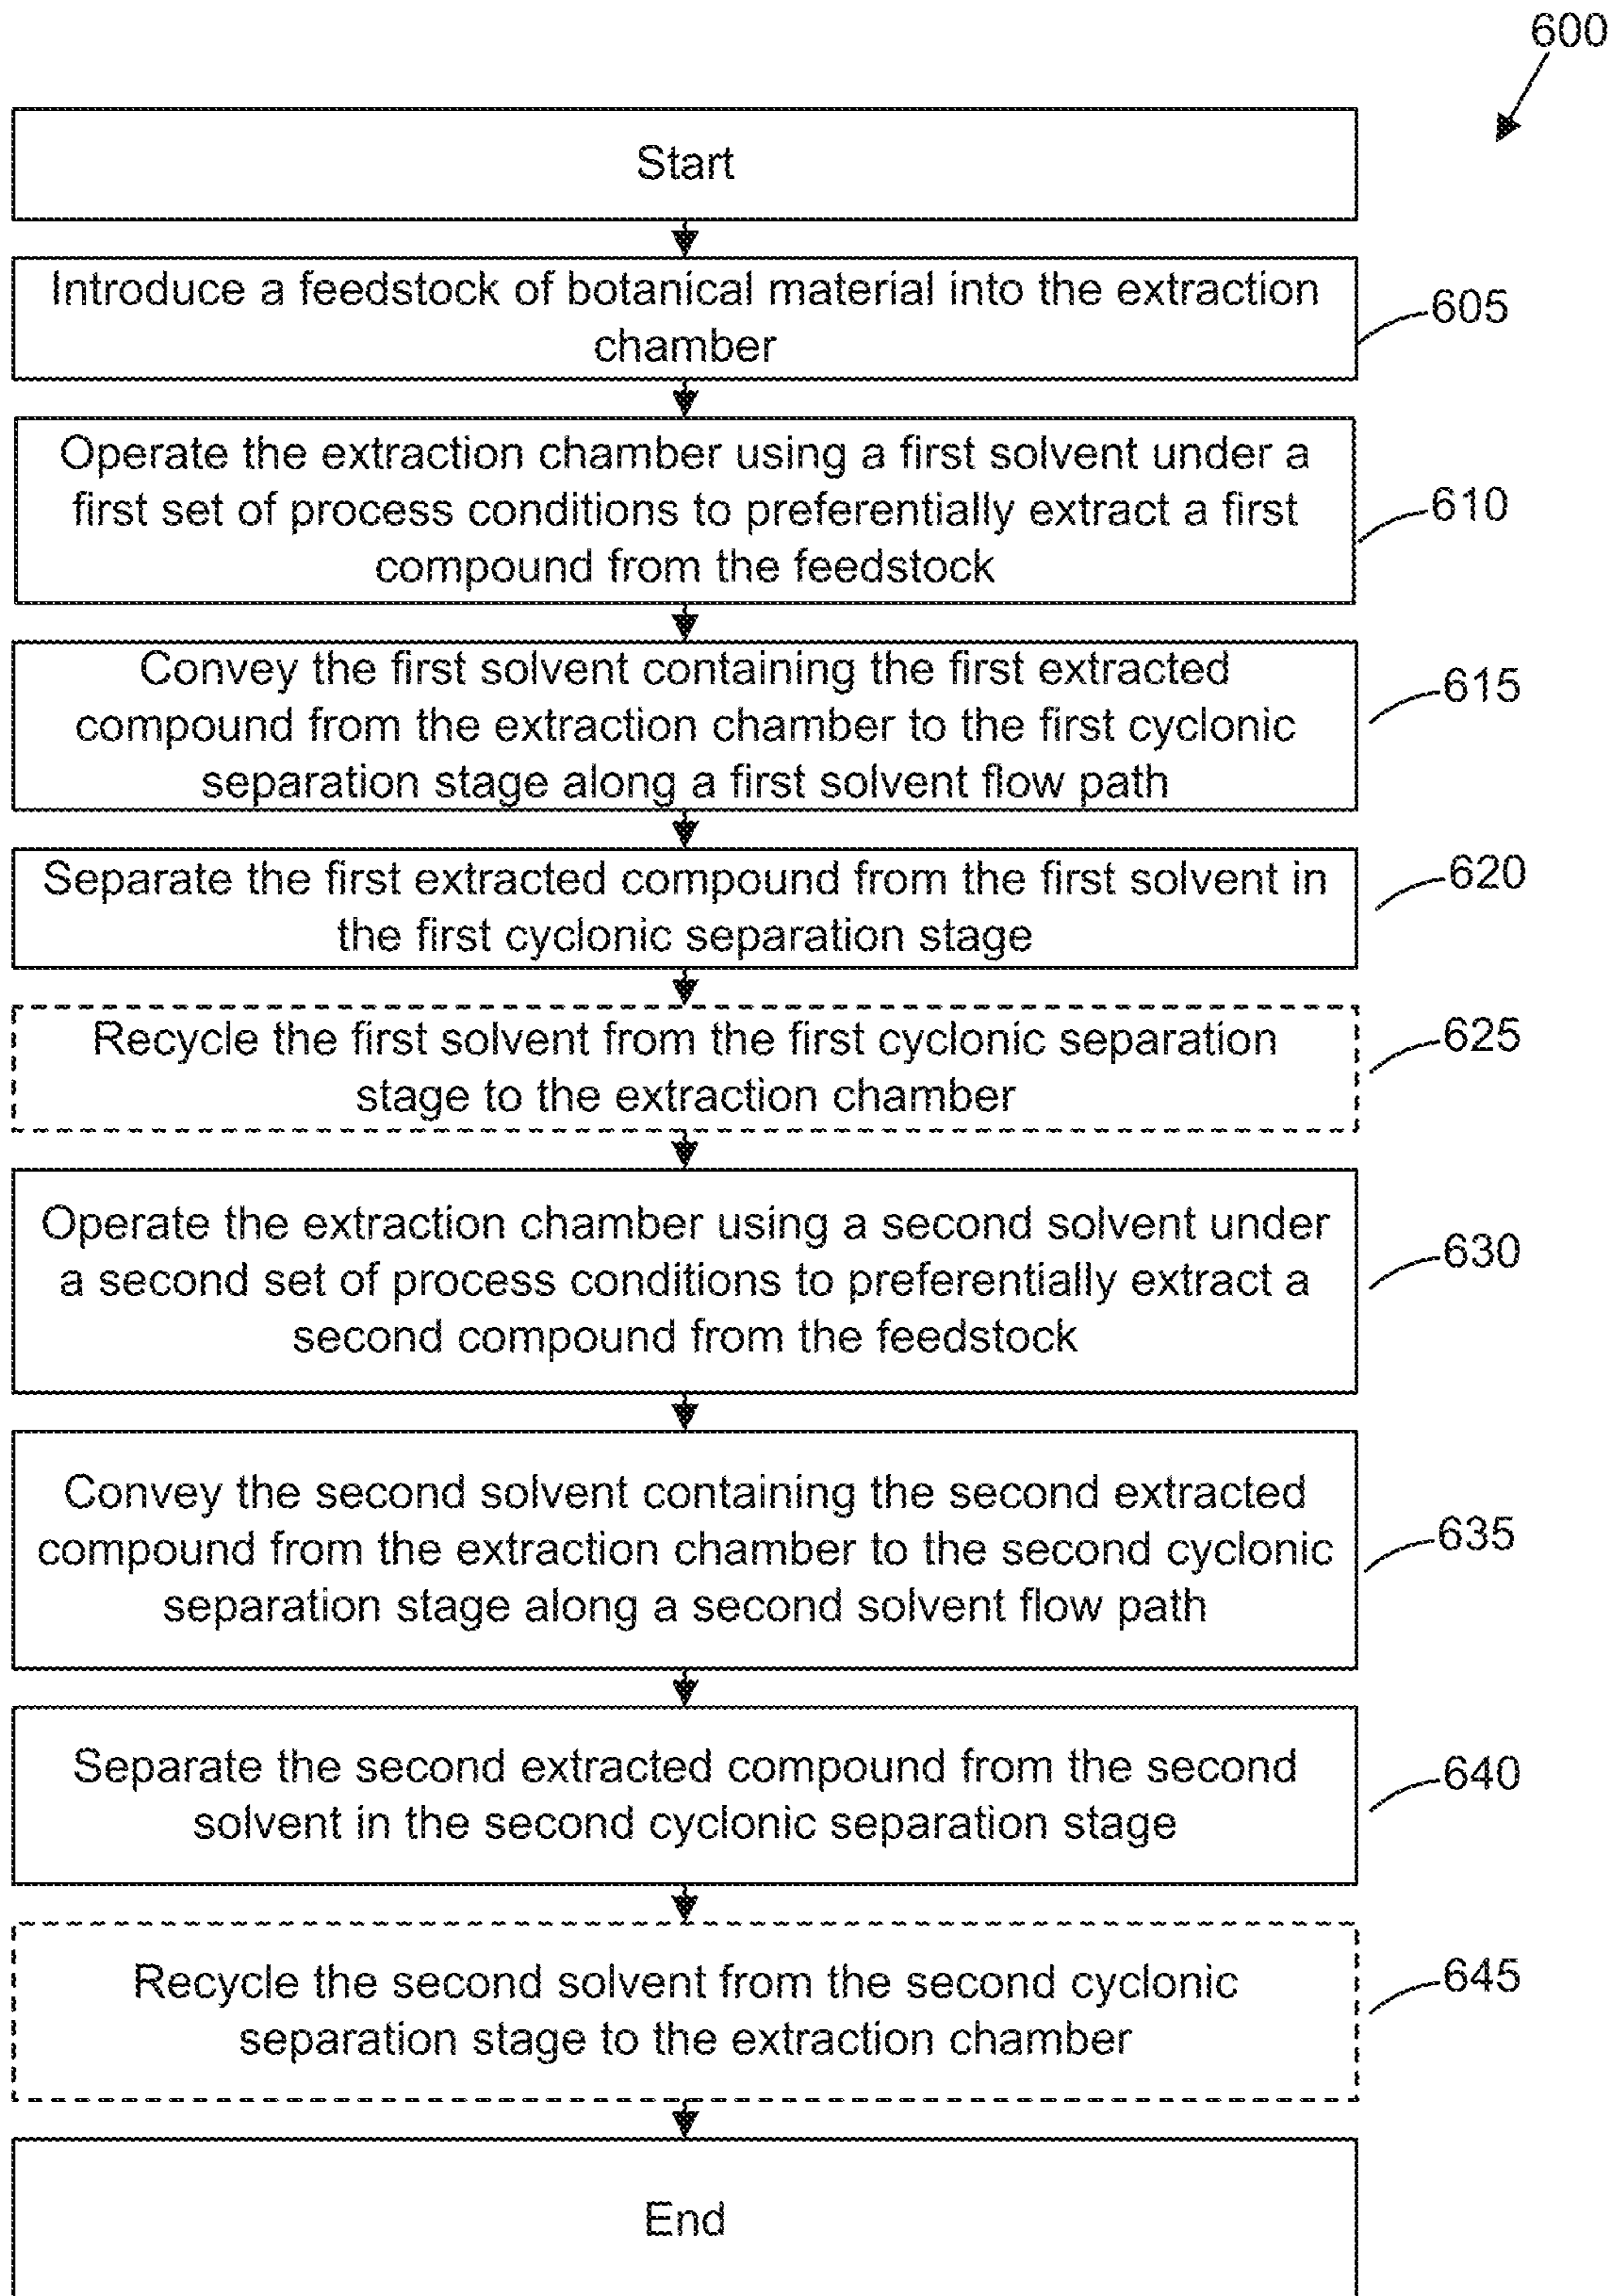 600
Start
Introduce a feedstock of botanical material into the extraction
chamber
605
Operate the extraction chamber using a first solvent under a
first set of process conditions to preferentially extract a first
compound from the feedstock
610
Convey the first solvent containing the first extracted
compound from the extraction chamber to the first cyclonic
separation stage along a first solvent flow path
615
Separate the first extracted compound from the first solvent in
the first cyclonic separation stage
620
Recycle the first solvent from the first cyclonic separation
stage to the extraction chamber
625
Operate the extraction chamber using a second solvent under
a second set of process conditions to preferentially extract a
second compound from the feedstock
630
Convey the second solvent containing the second extracted
compound from the extraction chamber to the second cyclonic
separation stage along a second solvent flow path
635
Separate the second extracted compound from the second
solvent in the second cyclonic separation stage
640
Recycle the second solvent from the second cyclonic
separation stage to the extraction chamber
645
End